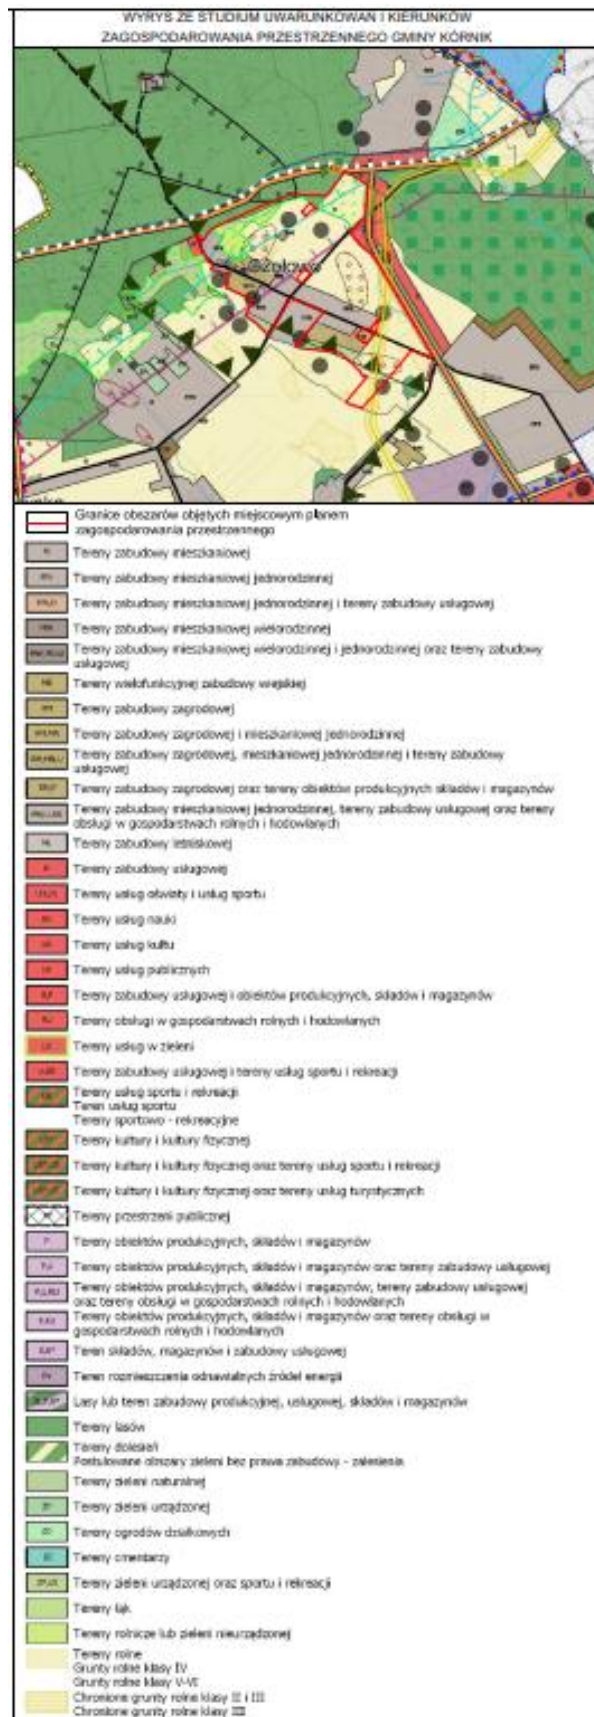 WYRYS ZE STUDIUM UWARUNKOWAŃ I KIERUNKÓW
ZAGOSPODAROWANIA PRZESTRZENNEGO GMINY KÓRNIK
Granice obszarów objętych miejscowym planem
zagospodarowania przestrzennego
Tereny zabudowy mieszkaniowej
Tereny zabudowy mieszkaniowej jednorodzinnej
Tereny zabudowy mieszkaniowej jednorodzinnej i tereny zabudowy usługowej
Tereny zabudowy mieszkaniowej wielorodzinnej
Tereny zabudowy mieszkaniowej wielorodzinnej i jednorodzinnej oraz tereny zabudowy
usługowej
Tereny wielofunkcyjnej zabudowy wiejskiej
Tereny zabudowy zagrodowej
Tereny zabudowy zagrodowej i mieszkaniowej jednorodzinnej
Tereny zabudowy zagrodowej, mieszkaniowej jednorodzinnej i tereny zabudowy
usługowej
Tereny zabudowy zagrodowej oraz tereny obiektów produkcyjnych składów i magazynów
Tereny zabudowy mieszkaniowej jednorodzinnej, tereny zabudowy usługowej oraz tereny
obsługi w gospodarstwach rolnych i hodowlanych
Tereny zabudowy letniskowej
Tereny zabudowy usługowej
Tereny usług oświaty i usług sportu
Tereny usług nauki
Tereny usług kultu
Tereny usług publicznych
Tereny zabudowy usługowej i obiektów produkcyjnych, składów i magazynów
Tereny obsługi w gospodarstwach rolnych i hodowlanych
Tereny usług w zieleni
Tereny zabudowy usługowej i tereny usług sportu i rekreacji
Tereny usług sportu i rekreacji
Teren usług sportu
Tereny sportowo - rekreacyjne
Tereny kultury i kultury fizycznej
Tereny kultury i kultury fizycznej oraz tereny usług sportu i rekreacji
Tereny kultury i kultury fizycznej oraz tereny usług turystycznych
Tereny przestrzeni publicznej
P Tereny obiektów produkcyjnych, składów i magazynów
Tereny obiektów produkcyjnych, składów i magazynów oraz tereny zabudowy usługowej
Tereny obiektów produkcyjnych, składów i magazynów, tereny zabudowy usługowej
oraz tereny obsługi w gospodarstwach rolnych i hodowlanych
Tereny obiektów produkcyjnych, składów i magazynów oraz tereny obsługi w
gospodarstwach rolnych i hodowlanych
Teren składów, magazynów i zabudowy usługowej
Teren rozmieszczenia odnawialnych źródeł energii
Lasy lub teren zabudowy produkcyjnej, usługowej, składów i magazynów
Tereny lasów
Tereny dolesień
Postulowane obszary zieleni bez prawa zabudowy - zalesienia
Tereny zieleni naturalnej
Tereny zieleni urządzonej
Tereny ogrodów działkowych
Tereny cmentarzy
Tereny zieleni urządzonej oraz sportu i rekreacji
Tereny łąk
Tereny rolnicze lub zieleni nieurządzonej
Tereny rolne
Grunty rolne klasy IV
Grunty rolne klasy V-VI
Chronione grunty rolne klasy II i III
Chronione grunty rolne klasy III